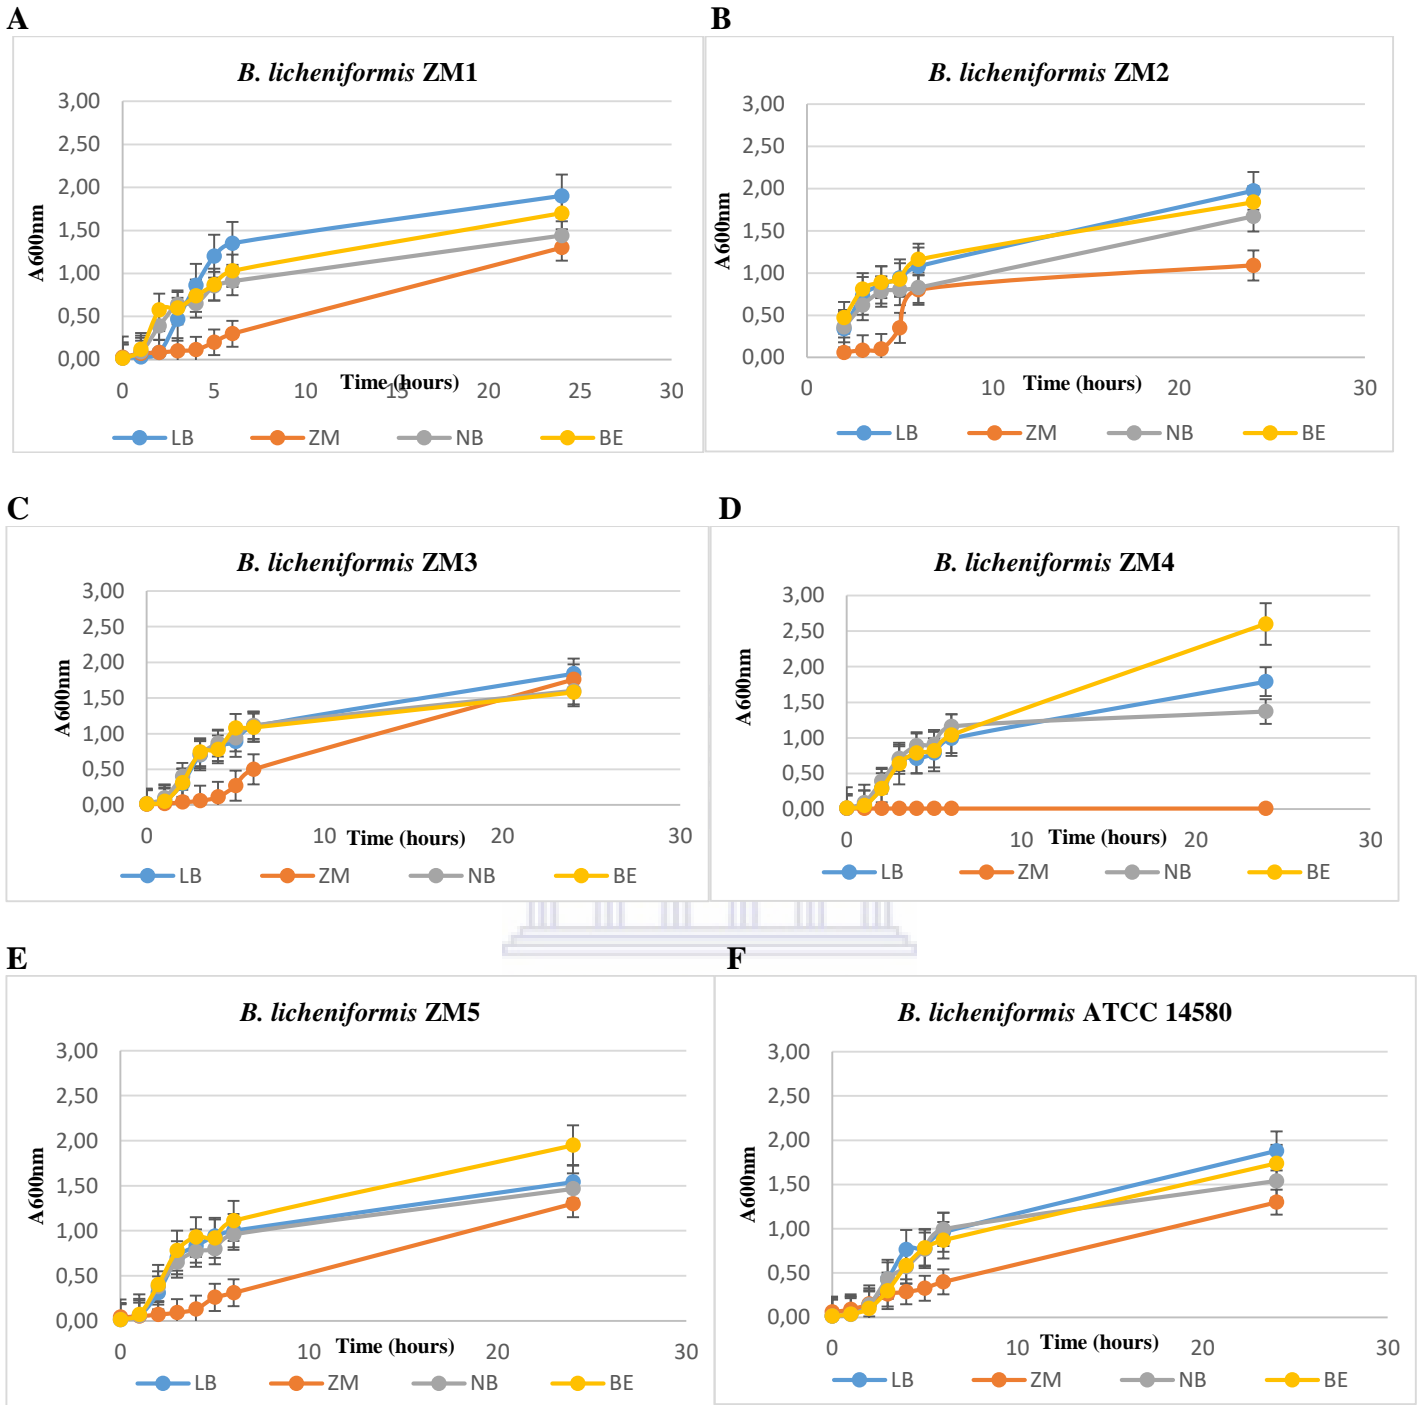 A
B. licheniformis ZM1
3,00
2,50
2,00
1,50
1,00
0,50
0,00
A600nm
0 5 10 15 20 25 30
Time (hours)
LB ZM NB BE
B
B. licheniformis ZM2
3,00
2,50
2,00
1,50
1,00
0,50
0,00
A600nm
0 10 20 30
Time (hours)
LB ZM NB BE
C
B. licheniformis ZM3
3,00
2,50
2,00
1,50
1,00
0,50
0,00
A600nm
0 10 20 30
Time (hours)
LB ZM NB BE
D
B. licheniformis ZM4
3,00
2,50
2,00
1,50
1,00
0,50
0,00
A600nm
0 10 20 30
Time (hours)
LB ZM NB BE
E
B. licheniformis ZM5
3,00
2,50
2,00
1,50
1,00
0,50
0,00
A600nm
0 10 20 30
Time (hours)
LB ZM NB BE
F
B. licheniformis ATCC 14580
3,00
2,50
2,00
1,50
1,00
0,50
0,00
A600nm
0 10 20 30
Time (hours)
LB ZM NB BE